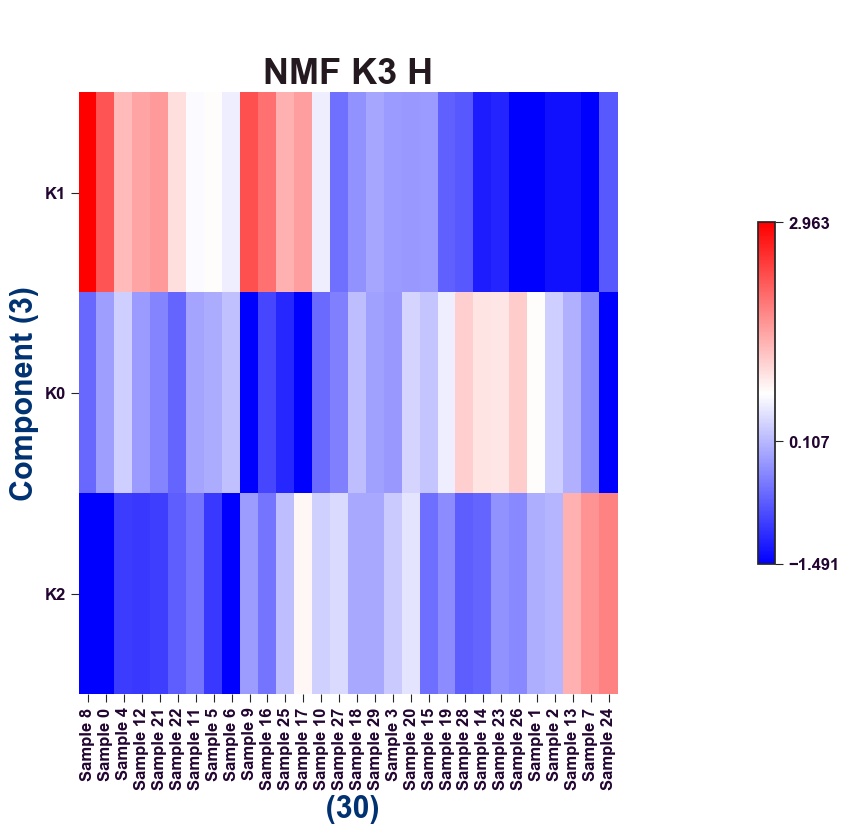 NMF K3 H
K1
K0
K2
Component (3)
Sample 8
Sample 0
Sample 4
Sample 12
Sample 21
Sample 22
Sample 11
Sample 5
Sample 6
Sample 9
Sample 16
Sample 25
Sample 17
Sample 10
Sample 27
Sample 18
Sample 29
Sample 3
Sample 20
Sample 15
Sample 19
Sample 28
Sample 14
Sample 23
Sample 26
Sample 1
Sample 2
Sample 13
Sample 7
Sample 24
(30)
2.963
0.107
−1.491